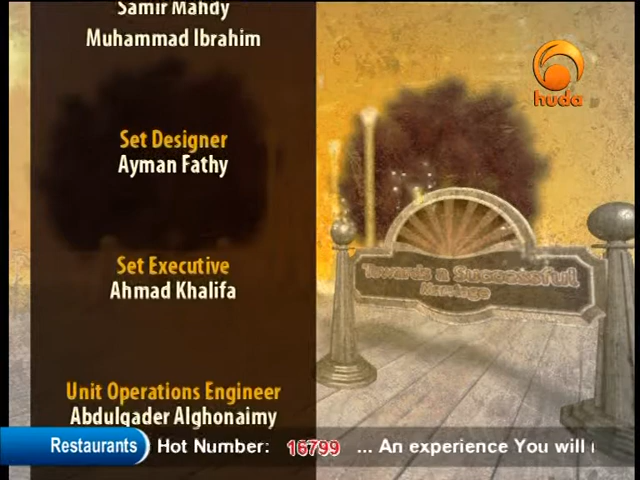 Samir Mahdy
Muhammad Ibrahim
huda
Set Designer
Ayman Fathy
Set Executive
Ahmad Khalifa
Towards a Successful
Marriage
Unit Operations Engineer
Abdulqader Alghonaimy
Restaurants Hot Number: 16799 ... An experience You will